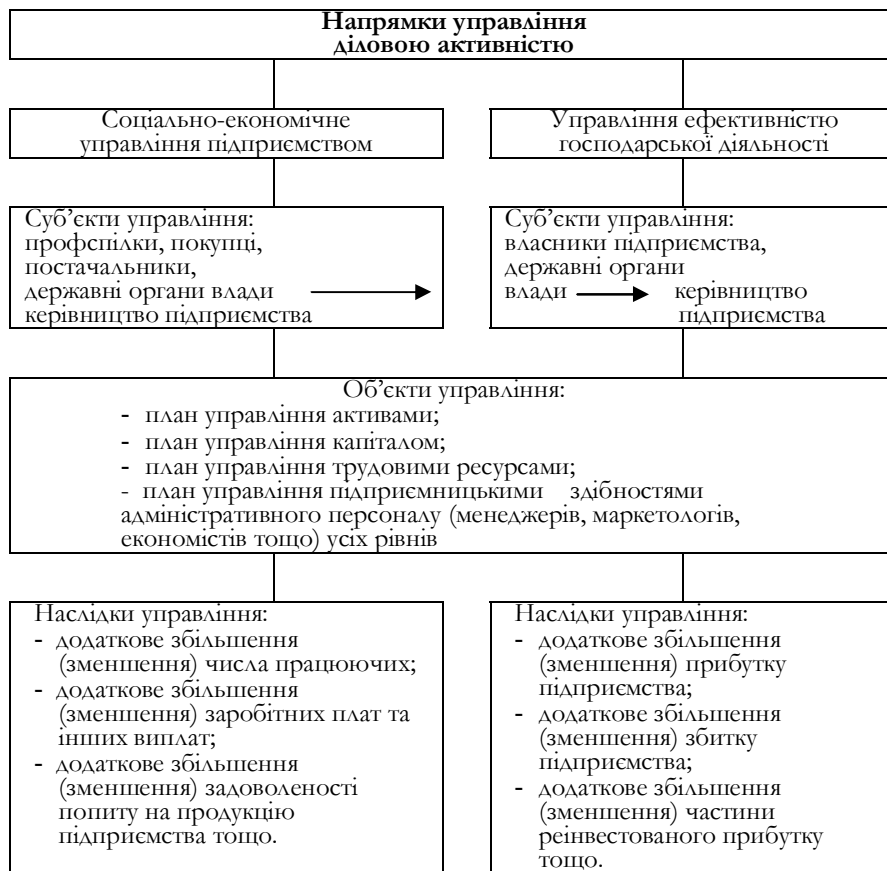 Напрямки управління
діловою активністю
Соціально-економічне
управління підприємством
Управління ефективністю
господарської діяльності
Суб’єкти управління:
профспілки, покупці,
постачальники,
державні органи влади
керівництво підприємства
Суб’єкти управління:
власники підприємства,
державні органи
влади керівництво
підприємства
Об’єкти управління:
- план управління активами;
- план управління капіталом;
- план управління трудовими ресурсами;
- план управління підприємницькими здібностями
адміністративного персоналу (менеджерів, маркетологів,
економістів тощо) усіх рівнів
Наслідки управління:
- додаткове збільшення
(зменшення) числа працюючих;
- додаткове збільшення
(зменшення) заробітних плат та
інших виплат;
- додаткове збільшення
(зменшення) задоволеності
попиту на продукцію
підприємства тощо.
Наслідки управління:
- додаткове збільшення
(зменшення) прибутку
підприємства;
- додаткове збільшення
(зменшення) збитку
підприємства;
- додаткове збільшення
(зменшення) частини
реінвестованого прибутку
тощо.